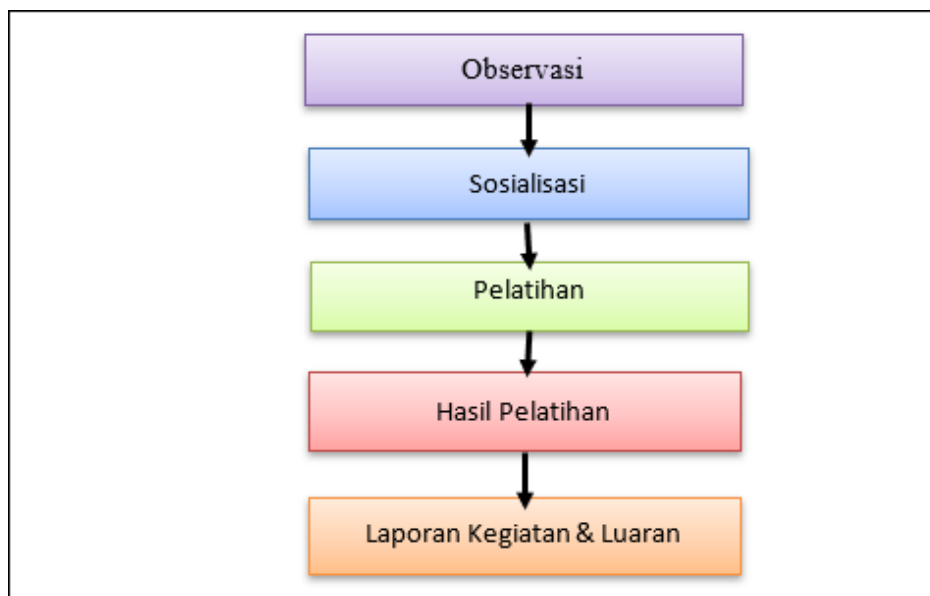 Observasi
Sosialisasi
Pelatihan
Hasil Pelatihan
Laporan Kegiatan & Luaran